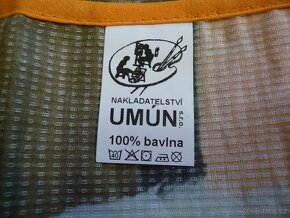 NAKLADATELSTVÍ
UMÚN s.r.o.
100% bavlna